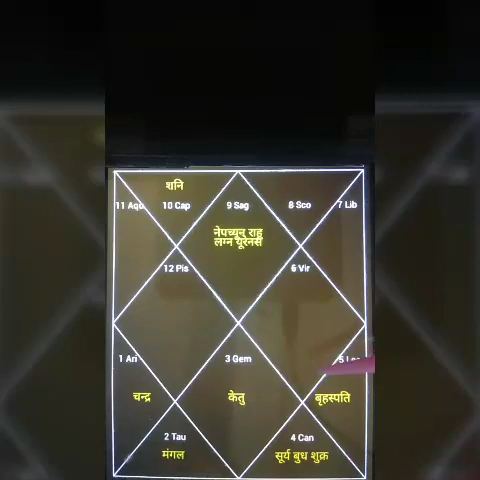 शनि
11 Aqu 10 Cap 9 Sag 8 Sco 7 Lib
नेपच्यून राहु
लग्न यूरेनस
12 Pis 6 Vir
1 Ari 3 Gem
चन्द्र केतु बृहस्पति
2 Tau 4 Can
मंगल सूर्य बुध शुक्र